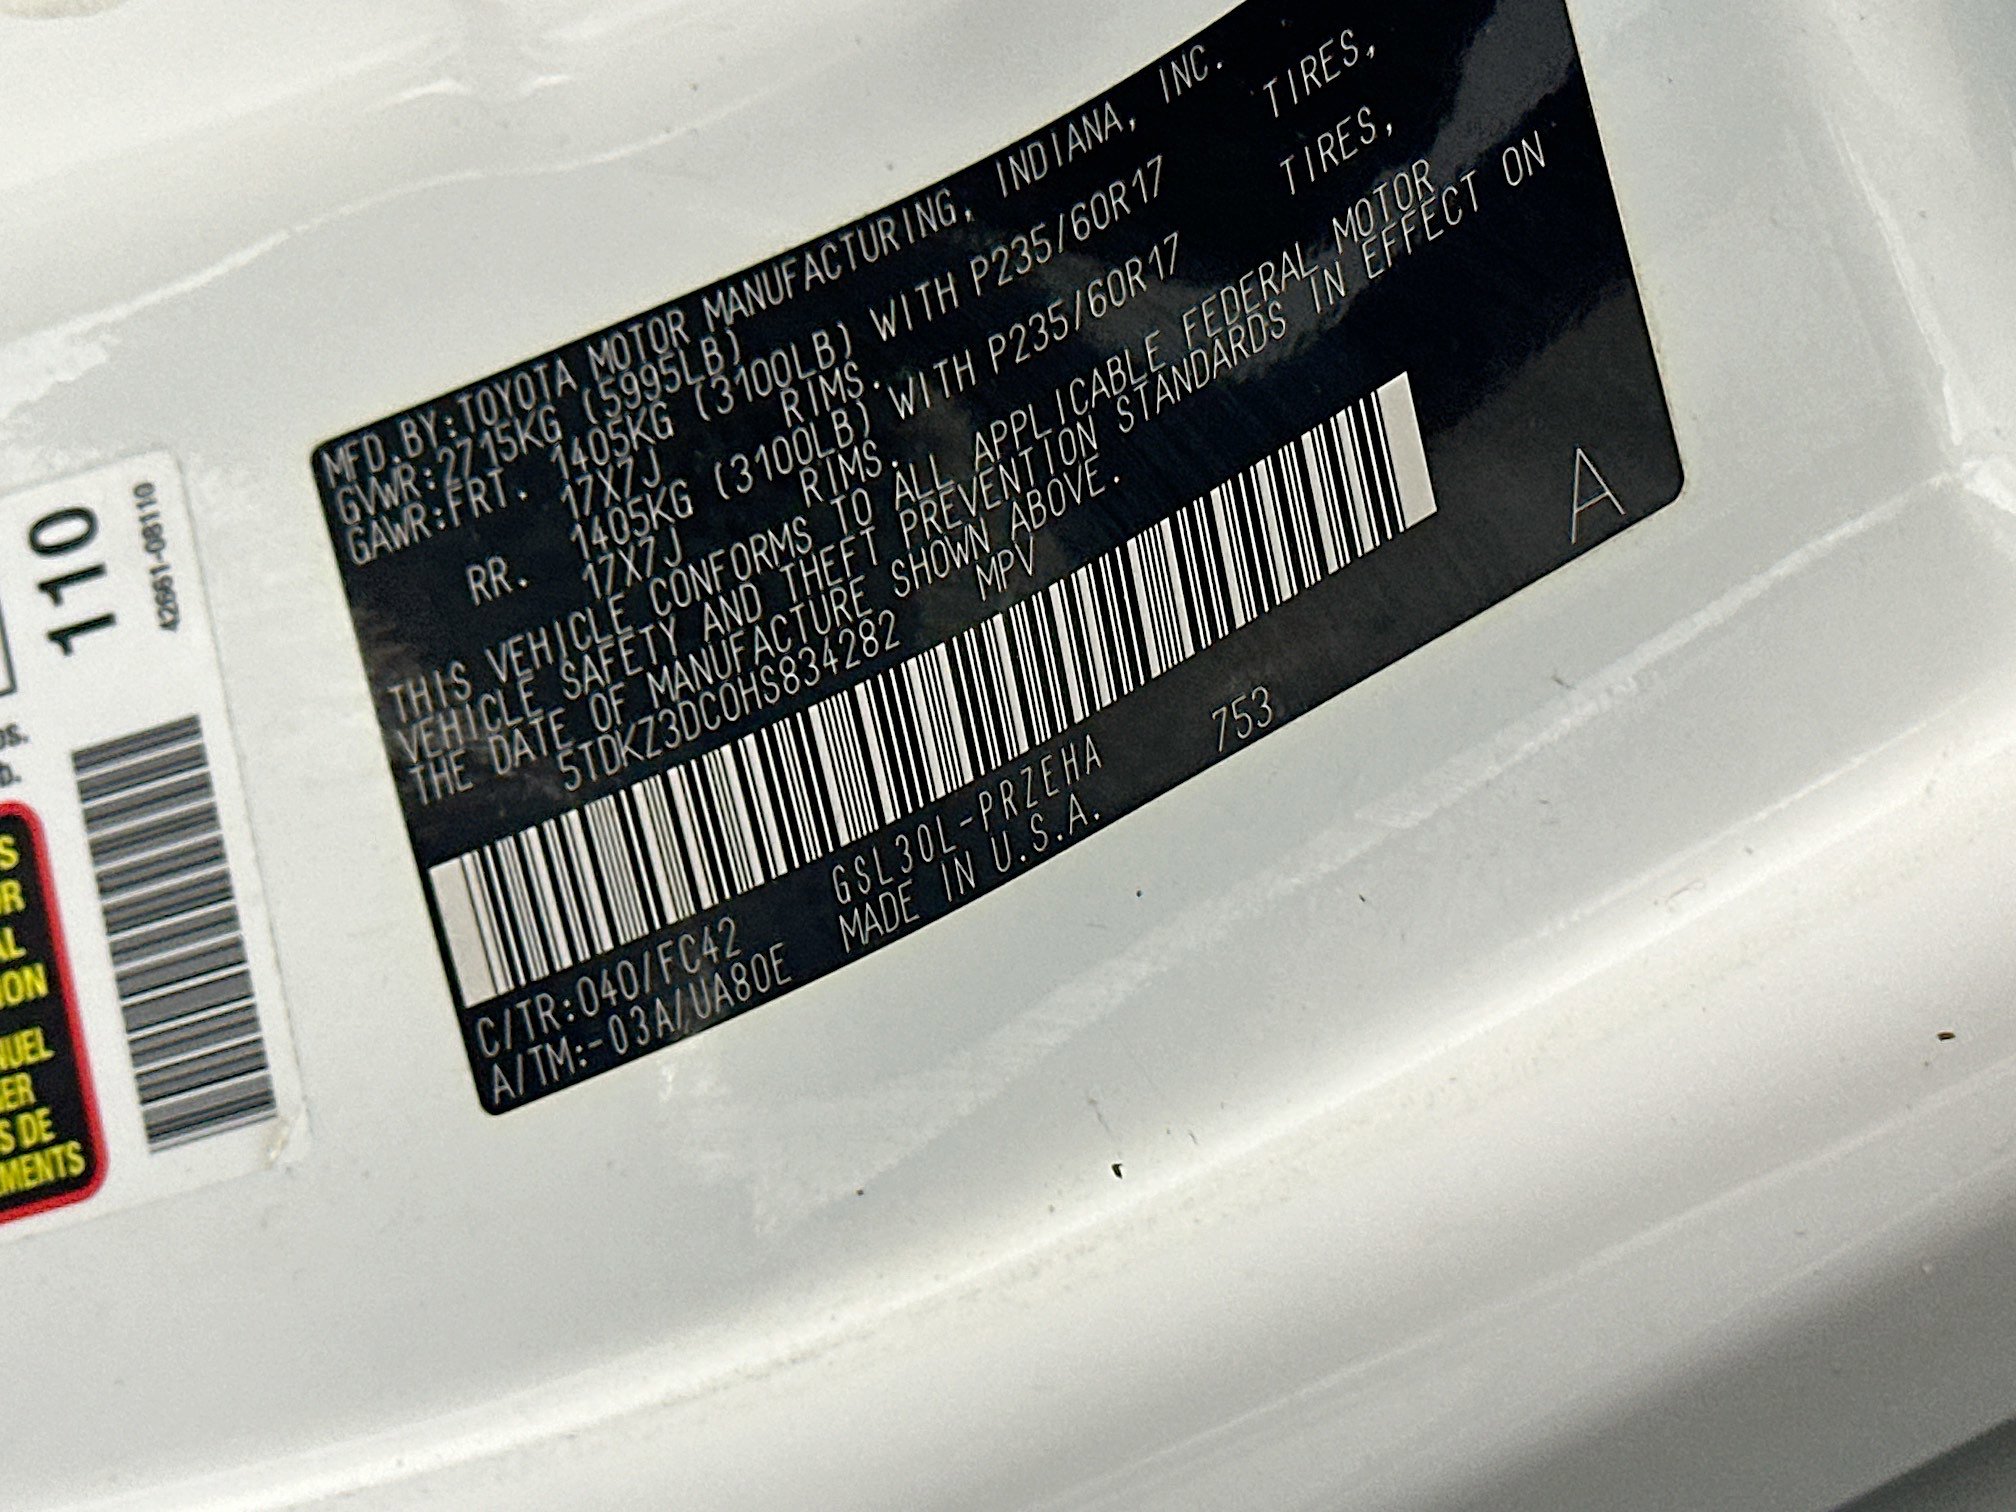 MFD.BY:TOYOTA MOTOR MANUFACTURING, INDIANA, INC.
GVWR:2715KG (5995LB)
GAWR:FRT. 1405KG (3100LB) WITH P235/60R17 TIRES,
17X7J RIMS.
RR. 1405KG (3100LB) WITH P235/60R17 TIRES,
17X7J RIMS.
THIS VEHICLE CONFORMS TO ALL APPLICABLE FEDERAL MOTOR
VEHICLE SAFETY AND THEFT PREVENTION STANDARDS IN EFFECT ON
THE DATE OF MANUFACTURE SHOWN ABOVE.
5TDKZ3DC0HS834282 MPV
C/TR:040/FC42 GSL30L-PRZEHA 753
A/TM:-03A/UA80E MADE IN U.S.A.
A
110
42661-08110